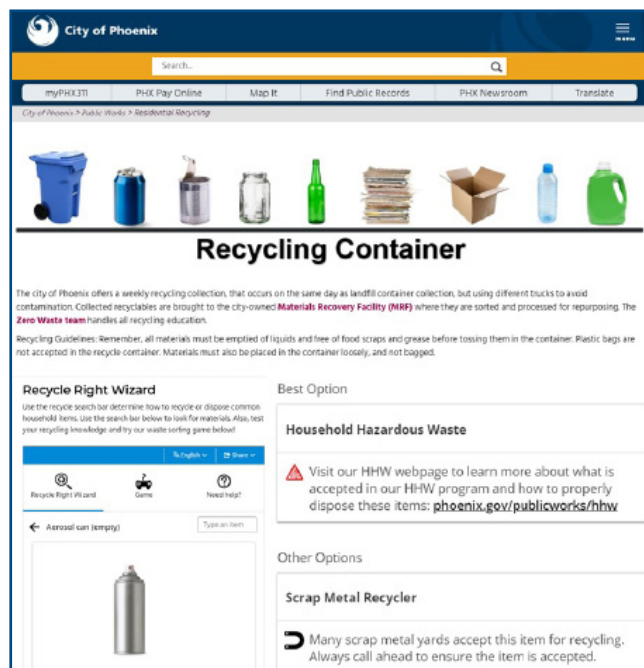 City of Phoenix
menu
Search...
myPHX311 PHX Pay Online Map It Find Public Records PHX Newsroom Translate
City of Phoenix > Public Works > Residential Recycling
Recycling Container
The city of Phoenix offers a weekly recycling collection, that occurs on the same day as landfill container collection, but using different trucks to avoid
contamination. Collected recyclables are brought to the city-owned Materials Recovery Facility (MRF) where they are sorted and processed for repurposing. The
Zero Waste team handles all recycling education.
Recycling Guidelines: Remember, all materials must be emptied of liquids and free of food scraps and grease before tossing them in the container. Plastic bags are
not accepted in the recycle container. Materials must also be placed in the container loosely, and not bagged.
Recycle Right Wizard
Use the recycle search bar determine how to recycle or dispose common
household items. Use the search bar below to look for materials. Also, test
your recycling knowledge and try our waste sorting game below!
English Share
Recycle Right Wizard Game Need help?
Aerosol can (empty) Type an item
Best Option
Household Hazardous Waste
Visit our HHW webpage to learn more about what is
accepted in our HHW program and how to properly
dispose these items: phoenix.gov/publicworks/hhw
Other Options
Scrap Metal Recycler
Many scrap metal yards accept this item for recycling.
Always call ahead to ensure the item is accepted.